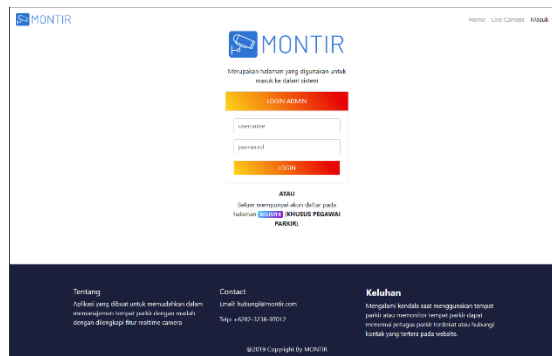 MONTIR
Home Live Camera Masuk
MONTIR
Merupakan halaman yang digunakan untuk
masuk ke dalam sistem
LOGIN ADMIN
username
password
LOGIN
ATAU
Belum mempunyai akun daftar pada
halaman REGISTER (KHUSUS PEGAWAI
PARKIR).
Tentang
Aplikasi yang dibuat untuk memudahkan dalam
memanajemen tempat parkir dengan mudah
dengan dilengkapi fitur realtime camera
Contact
Email: hubungi@montir.com
Telp: +6282-3236-97012
Keluhan
Mengalami kendala saat menggunakan tempat
parkir atau memonitor tempat parkir dapat
menemui petugas parkir terdekat atau hubungi
kontak yang tertera pada website.
@2019 Copyright By MONTIR